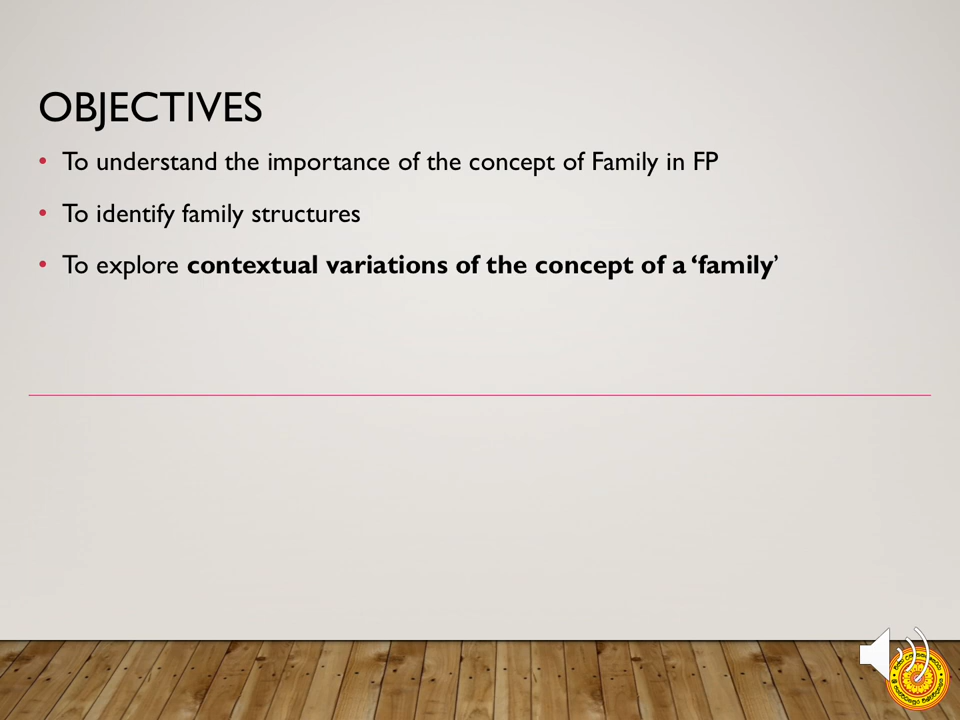 OBJECTIVES
• To understand the importance of the concept of Family in FP
• To identify family structures
• To explore contextual variations of the concept of a ‘family’